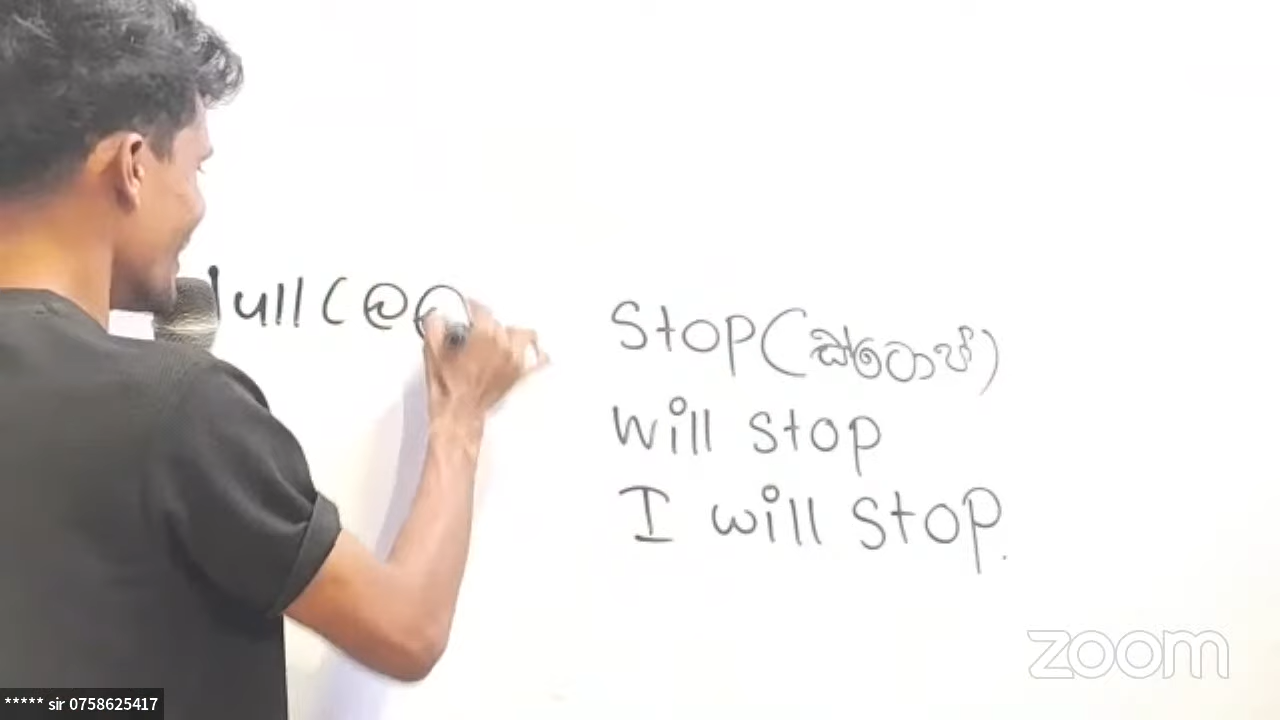 Stop (ස්ටොප්)
will stop
I will stop.
zoom
***** sir 0758625417